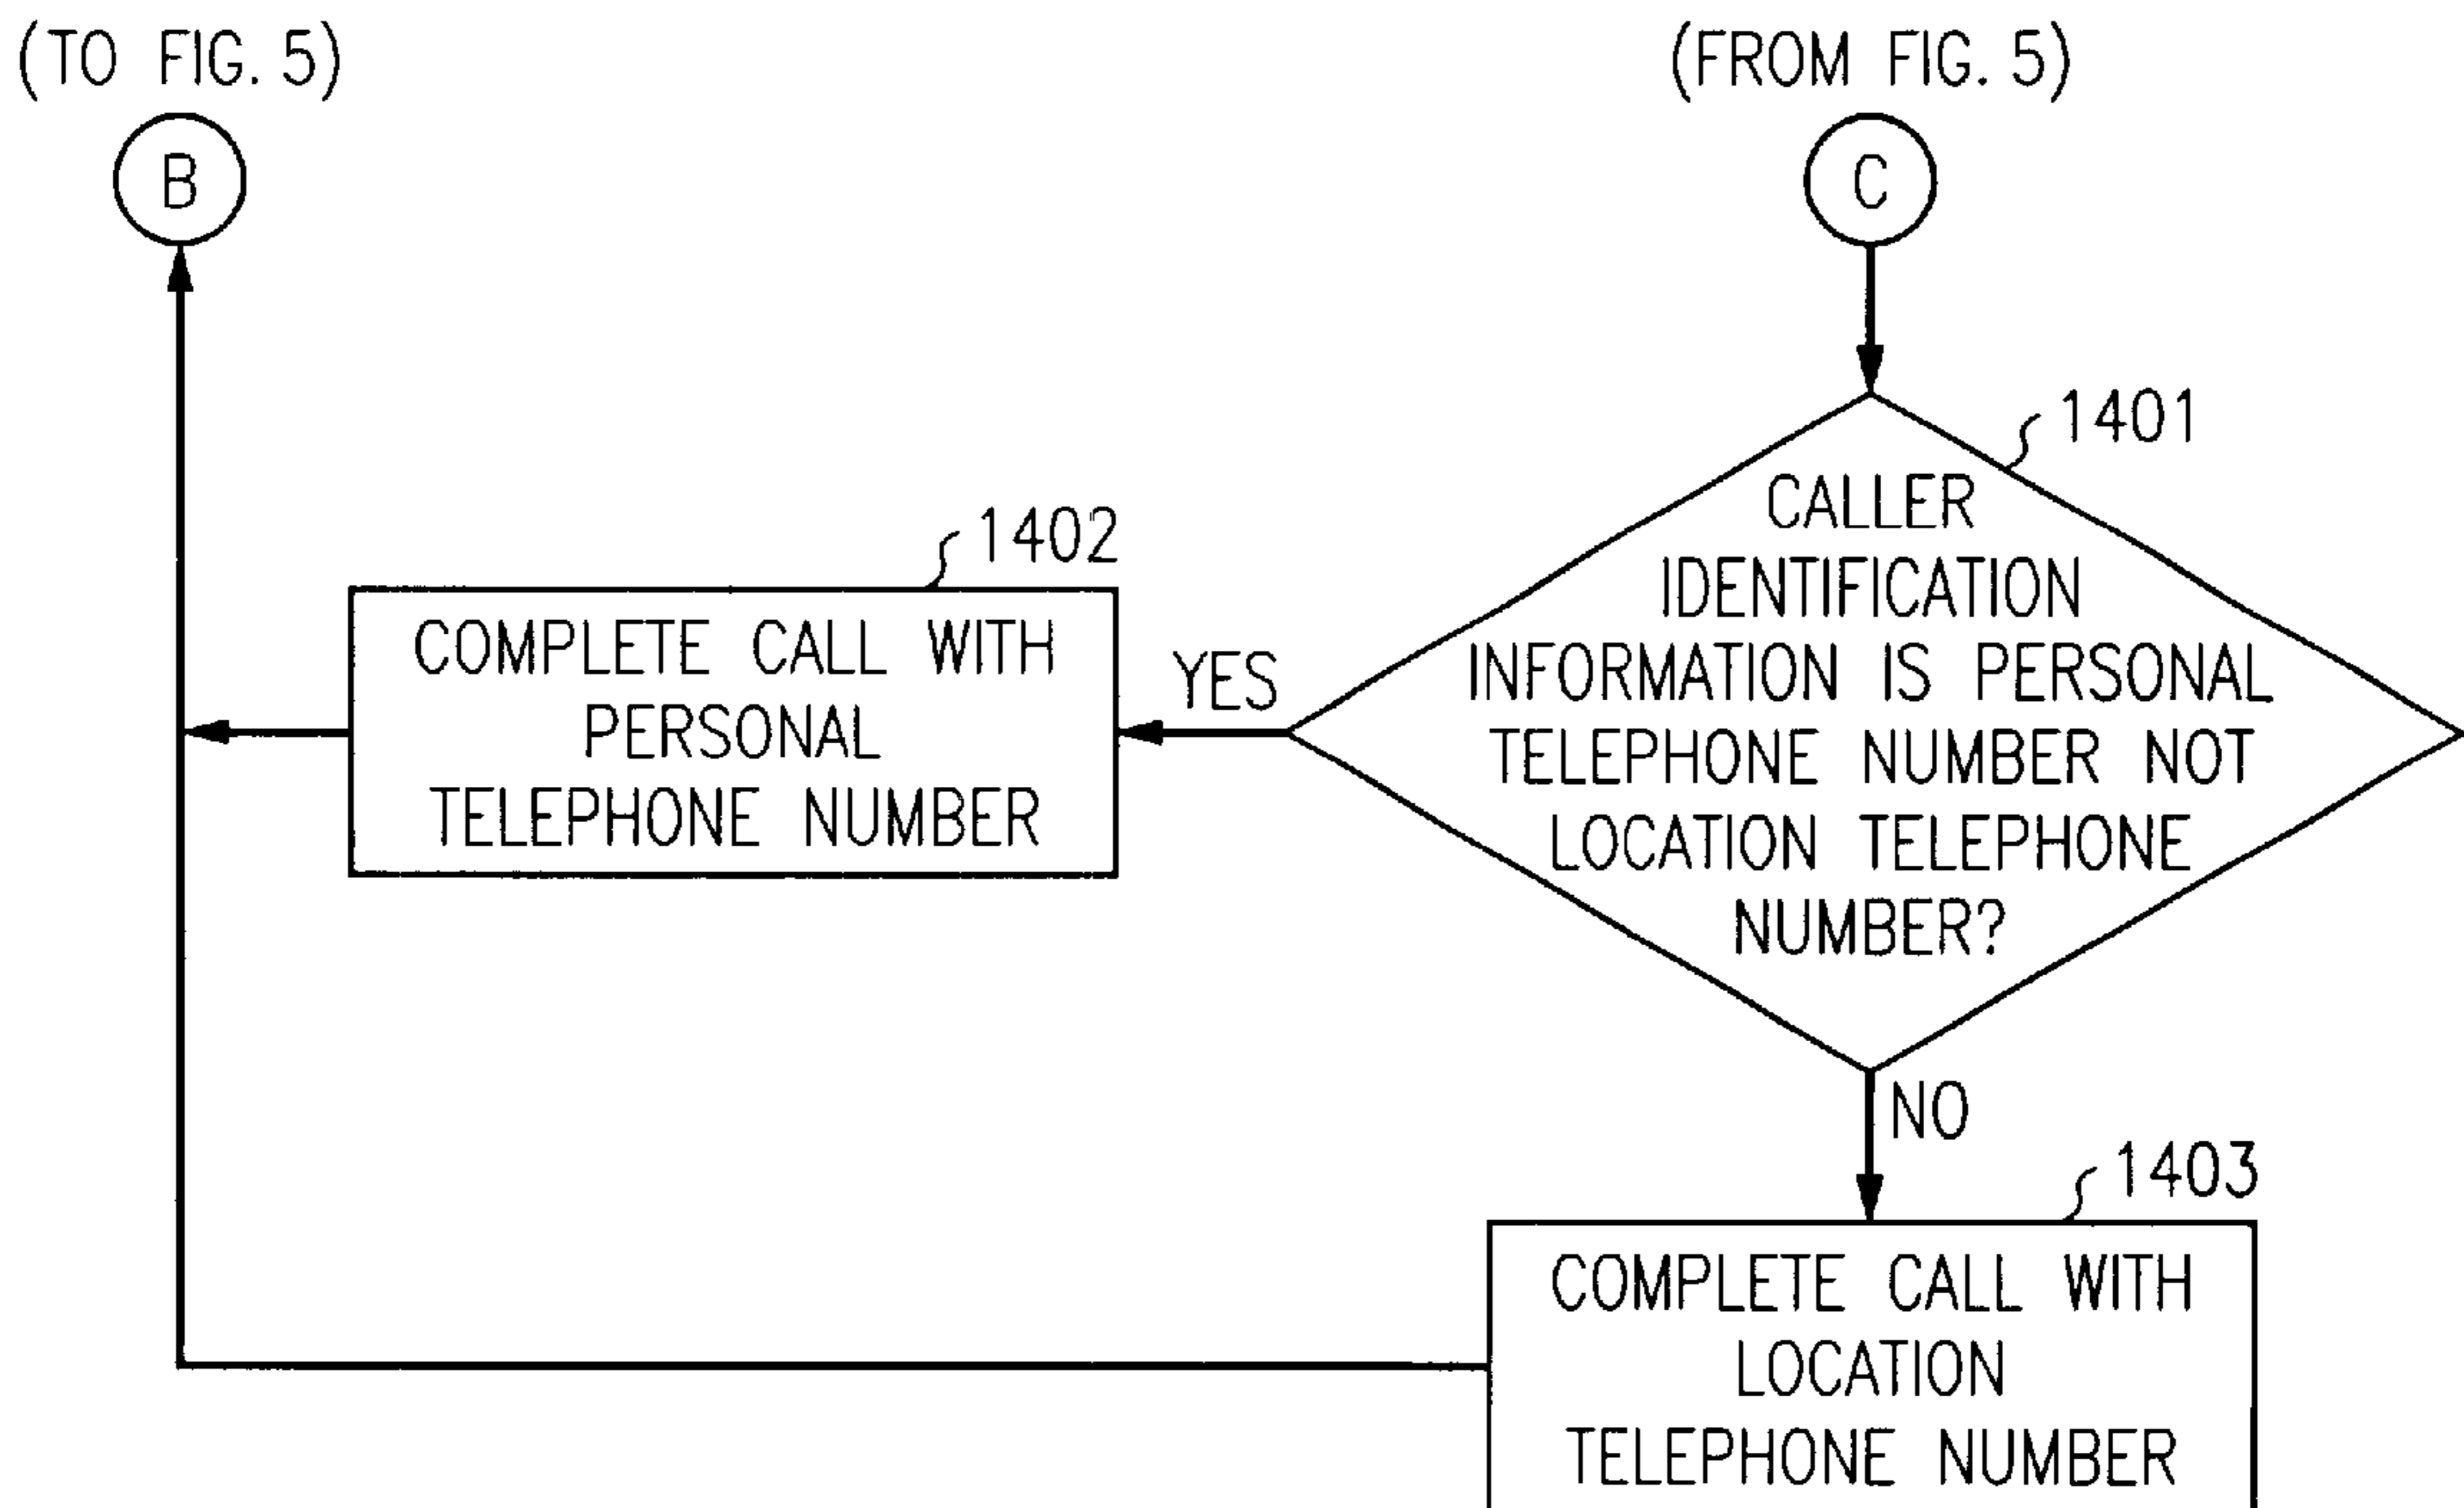 (TO FIG. 5)
(FROM FIG. 5)
B
C
1401
CALLER
IDENTIFICATION
INFORMATION IS PERSONAL
TELEPHONE NUMBER NOT
LOCATION TELEPHONE
NUMBER?
YES
1402
COMPLETE CALL WITH
PERSONAL
TELEPHONE NUMBER
NO
1403
COMPLETE CALL WITH
LOCATION
TELEPHONE NUMBER